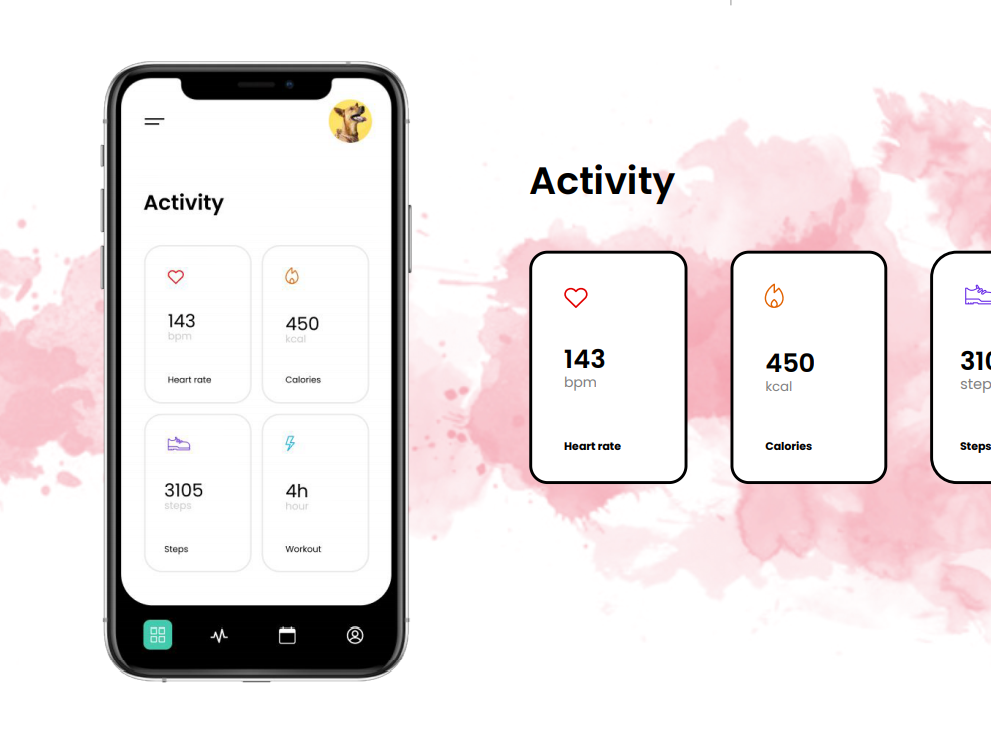 Activity
143
bpm
Heart rate
450
kcal
Calories
3105
steps
Steps
4h
hour
Workout
Activity
143
bpm
Heart rate
450
kcal
Calories
310
step
Steps